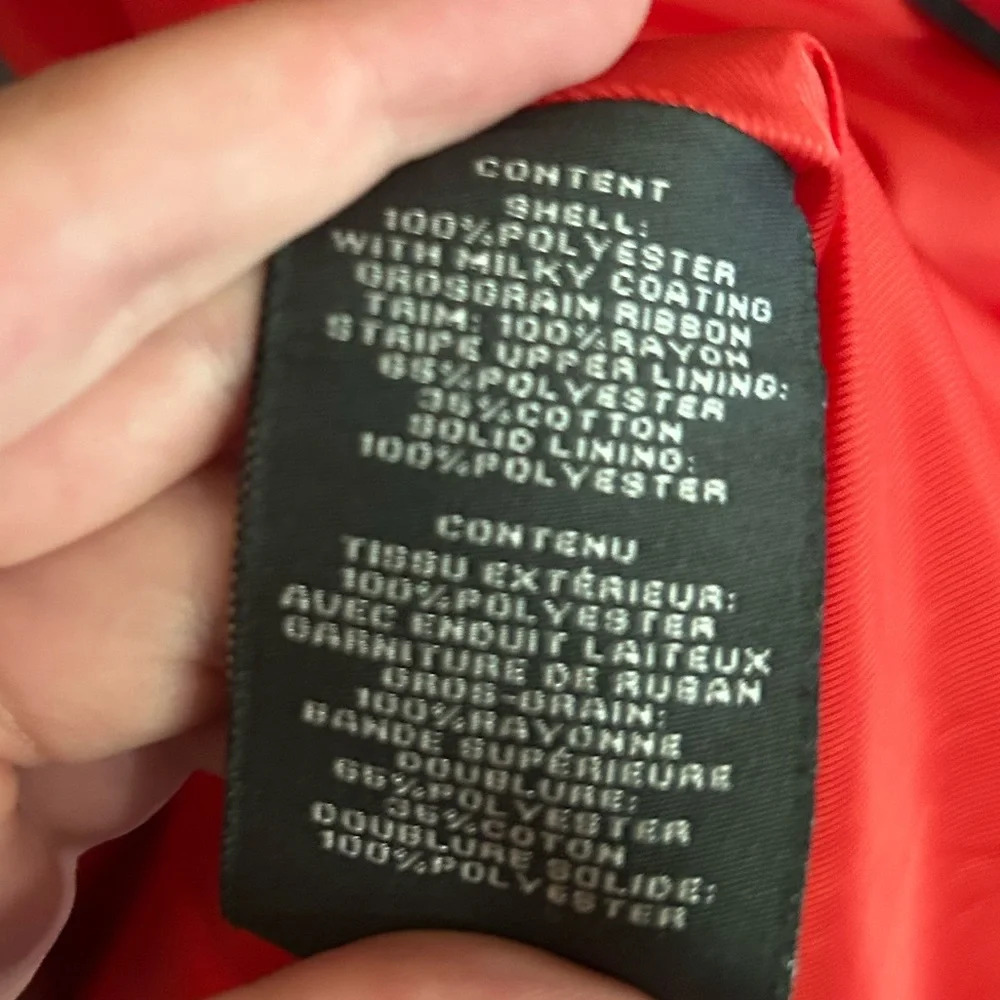 CONTENT
SHELL:
100%POLYESTER
WITH MILKY COATING
GROSGRAIN RIBBON
TRIM: 100%RAYON
STRIPE UPPER LINING:
65%POLYESTER
35%COTTON
SOLID LINING:
100%POLYESTER
CONTENU
TISSU EXTÉRIEUR:
100%POLYESTER
AVEC ENDUIT LAITEUX
GARNITURE DE RUBAN
GROS-GRAIN:
100%RAYONNE
BANDE SUPÉRIEURE
DOUBLURE:
65%POLYESTER
35%COTON
DOUBLURE SOLIDE:
100%POLYESTER